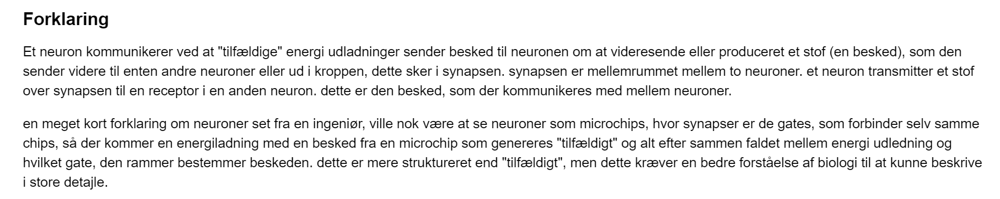 Forklaring
Et neuron kommunikerer ved at "tilfældige" energi udladninger sender besked til neuronen om at videresende eller produceret et stof (en besked), som den
sender videre til enten andre neuroner eller ud i kroppen, dette sker i synapsen. synapsen er mellemrummet mellem to neuroner. et neuron transmitter et stof
over synapsen til en receptor i en anden neuron. dette er den besked, som der kommunikeres med mellem neuroner.
en meget kort forklaring om neuroner set fra en ingeniør, ville nok være at se neuroner som microchips, hvor synapser er de gates, som forbinder selv samme
chips, så der kommer en energiladning med en besked fra en microchip som genereres "tilfældigt" og alt efter sammen faldet mellem energi udledning og
hvilket gate, den rammer bestemmer beskeden. dette er mere struktureret end "tilfældigt", men dette kræver en bedre forståelse af biologi til at kunne beskrive
i store detajle.